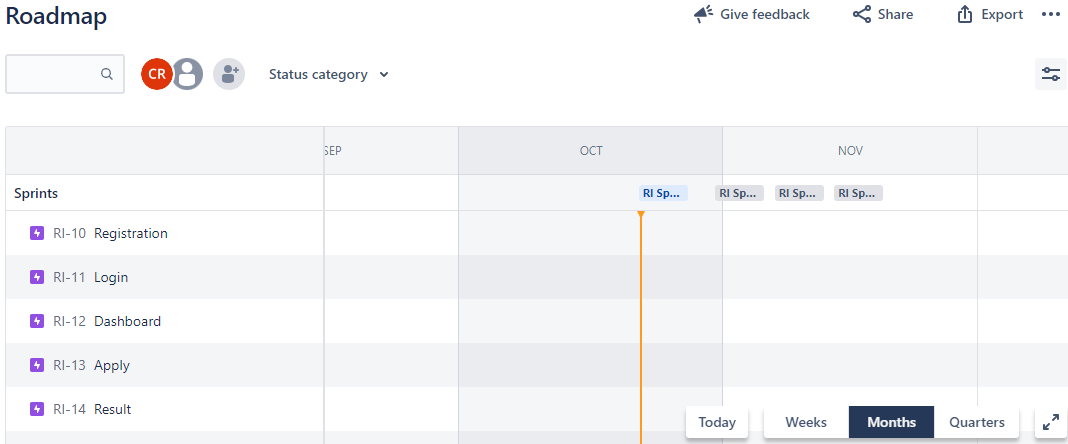 Roadmap
Give feedback
Share
Export
CR
Status category
SEP
OCT
NOV
Sprints
RI Sp...
RI Sp...
RI Sp...
RI Sp...
RI-10 Registration
RI-11 Login
RI-12 Dashboard
RI-13 Apply
RI-14 Result
Today
Weeks
Months
Quarters